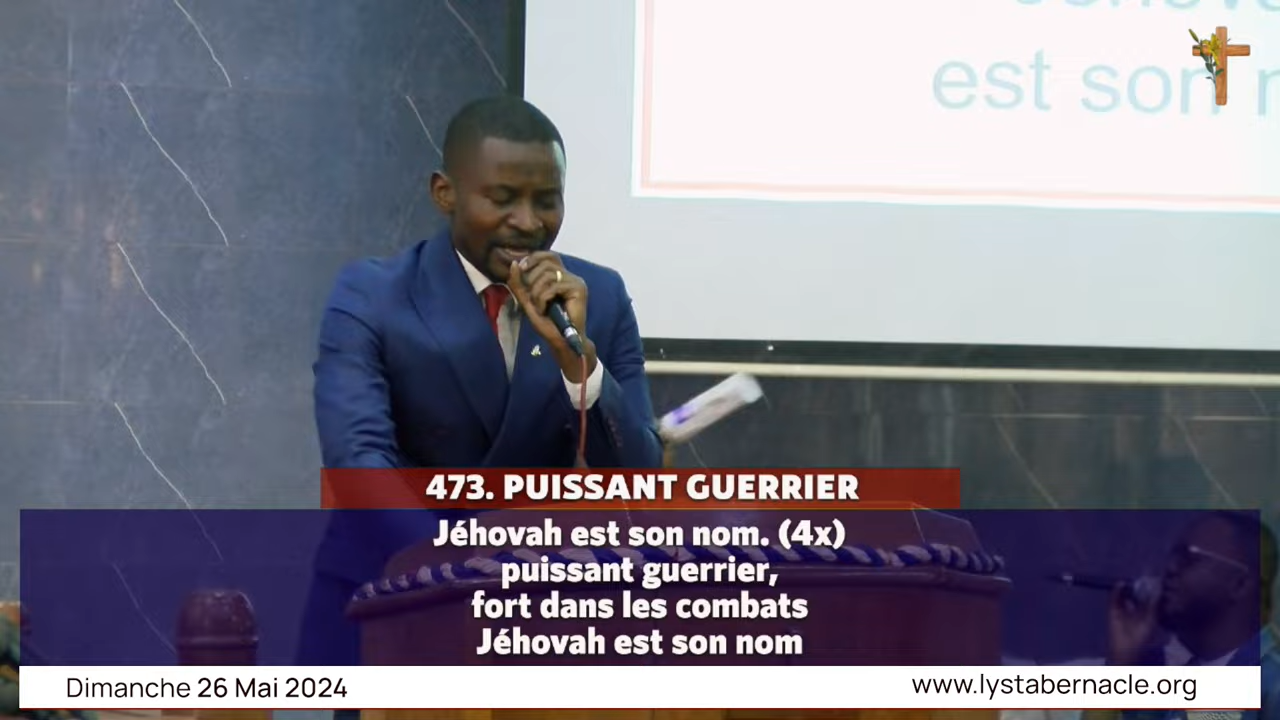 est son
473. PUISSANT GUERRIER
Jéhovah est son nom. (4x)
puissant guerrier,
fort dans les combats
Jéhovah est son nom
Dimanche 26 Mai 2024
www.lystabernacle.org